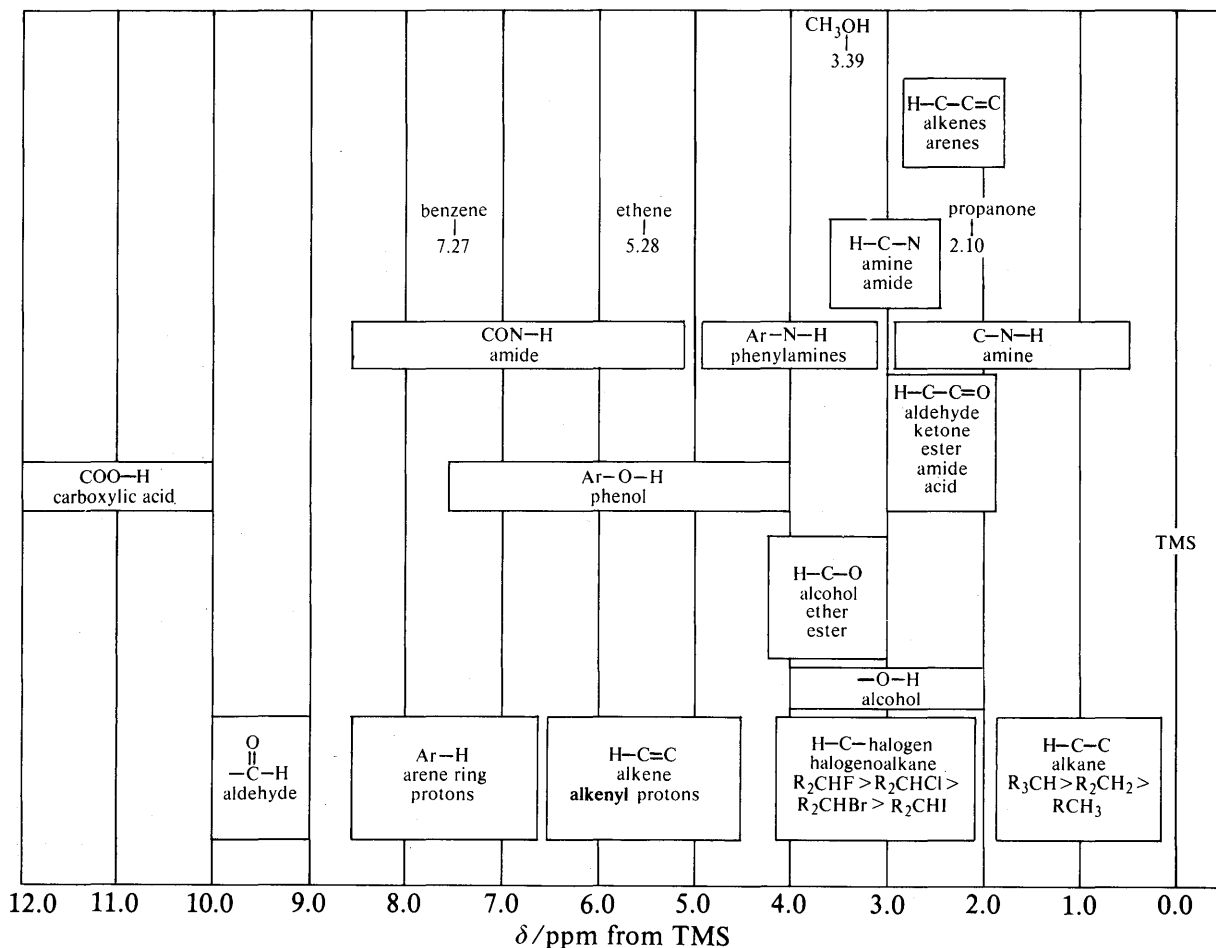 CH₃OH
3.39
H–C–C=C
alkenes
arenes
benzene
7.27
ethene
5.28
propanone
2.10
H–C–N
amine
amide
CON–H
amide
Ar–N–H
phenylamines
C–N–H
amine
H–C–C=O
aldehyde
ketone
ester
amide
acid
COO–H
carboxylic acid
Ar–O–H
phenol
TMS
H–C–O
alcohol
ether
ester
–O–H
alcohol
O
–C–H
aldehyde
Ar–H
arene ring
protons
H–C=C
alkene
alkenyl protons
H–C–halogen
halogenoalkane
R₂CHF > R₂CHCl >
R₂CHBr > R₂CHI
H–C–C
alkane
R₃CH > R₂CH₂ >
RCH₃
12.0 11.0 10.0 9.0 8.0 7.0 6.0 5.0 4.0 3.0 2.0 1.0 0.0
δ/ppm from TMS